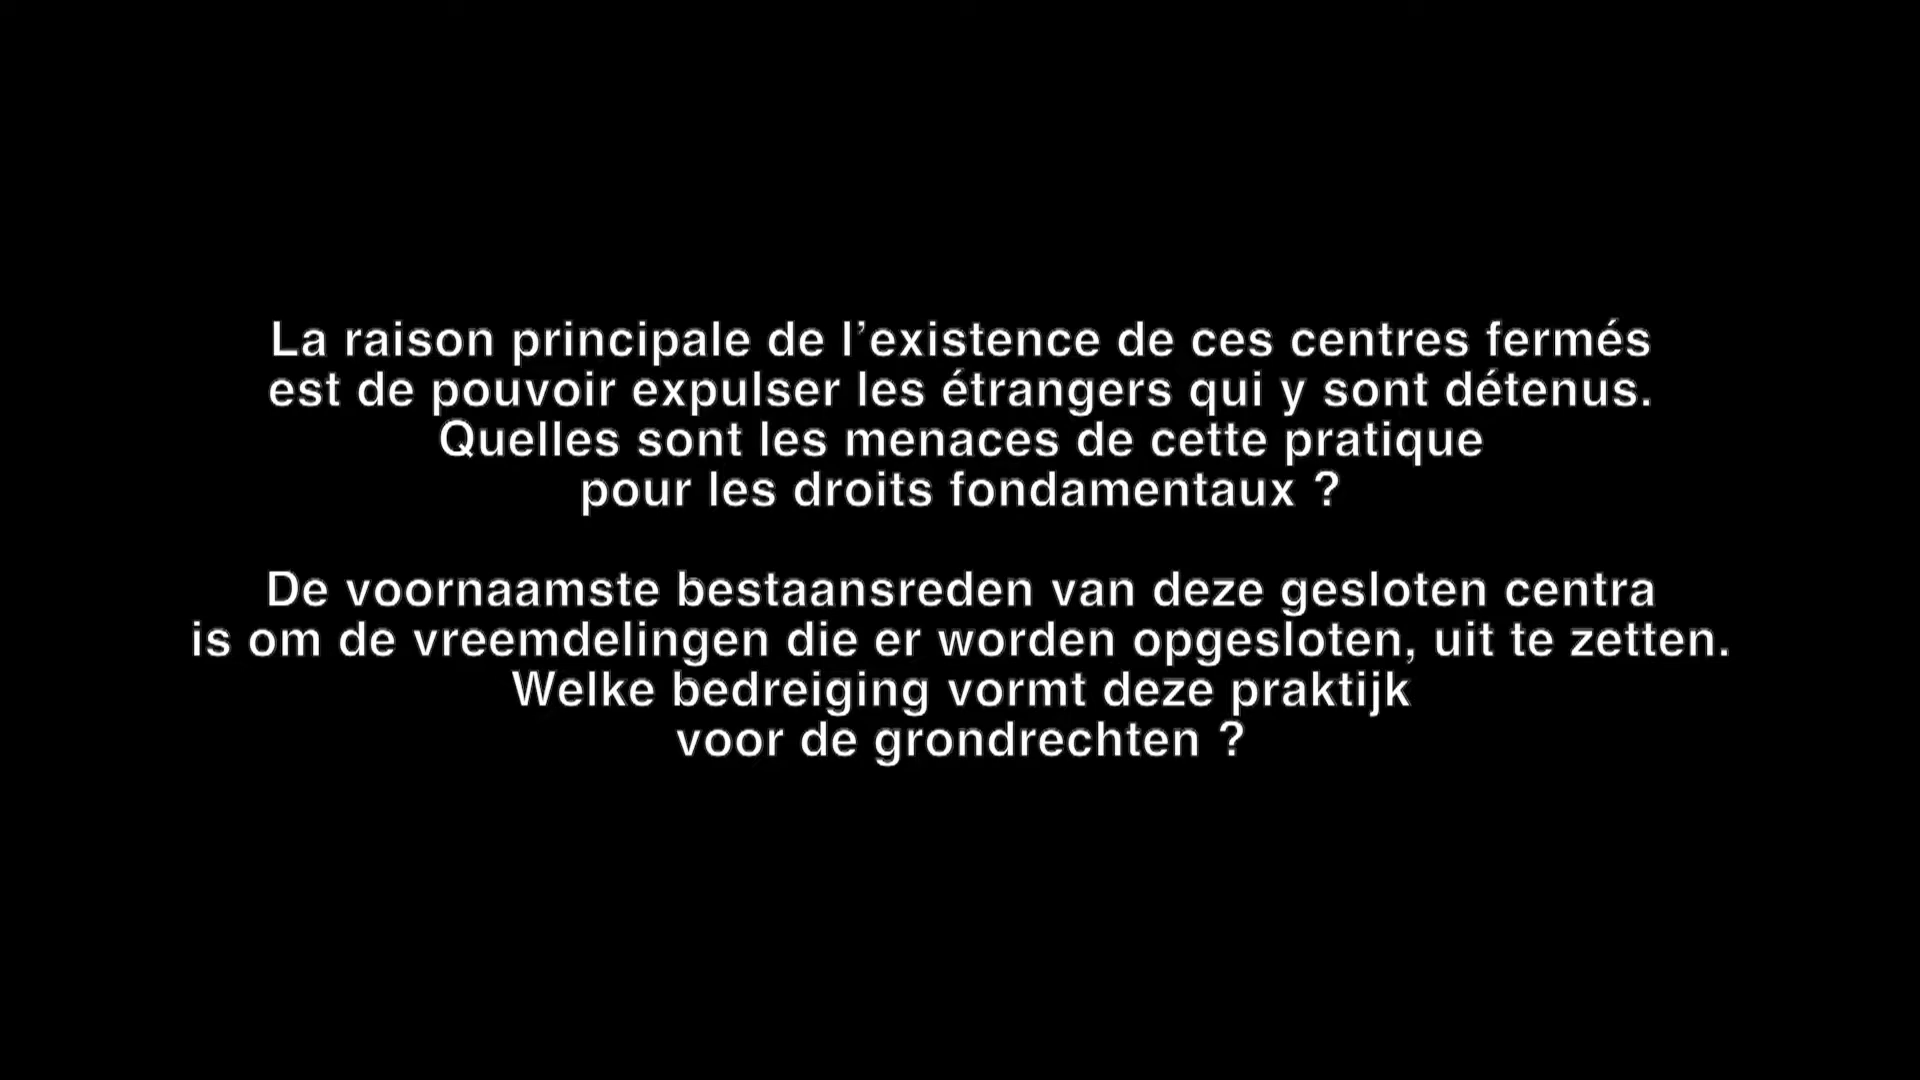 La raison principale de l’existence de ces centres fermés
est de pouvoir expulser les étrangers qui y sont détenus.
Quelles sont les menaces de cette pratique
pour les droits fondamentaux ?
De voornaamste bestaansreden van deze gesloten centra
is om de vreemdelingen die er worden opgesloten, uit te zetten.
Welke bedreiging vormt deze praktijk
voor de grondrechten ?